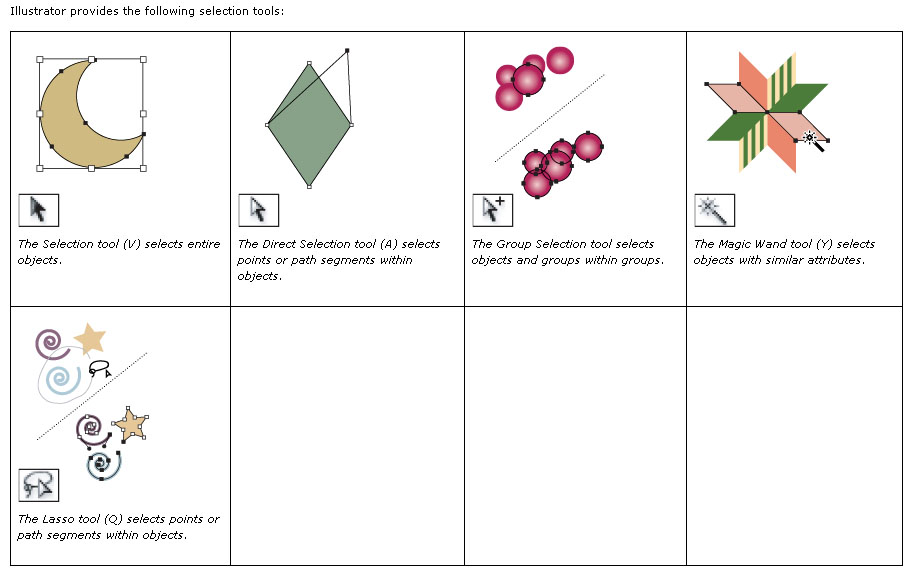 Illustrator provides the following selection tools:
The Selection tool (V) selects entire
objects.
The Direct Selection tool (A) selects
points or path segments within
objects.
The Group Selection tool selects
objects and groups within groups.
The Magic Wand tool (Y) selects
objects with similar attributes.
The Lasso tool (Q) selects points or
path segments within objects.